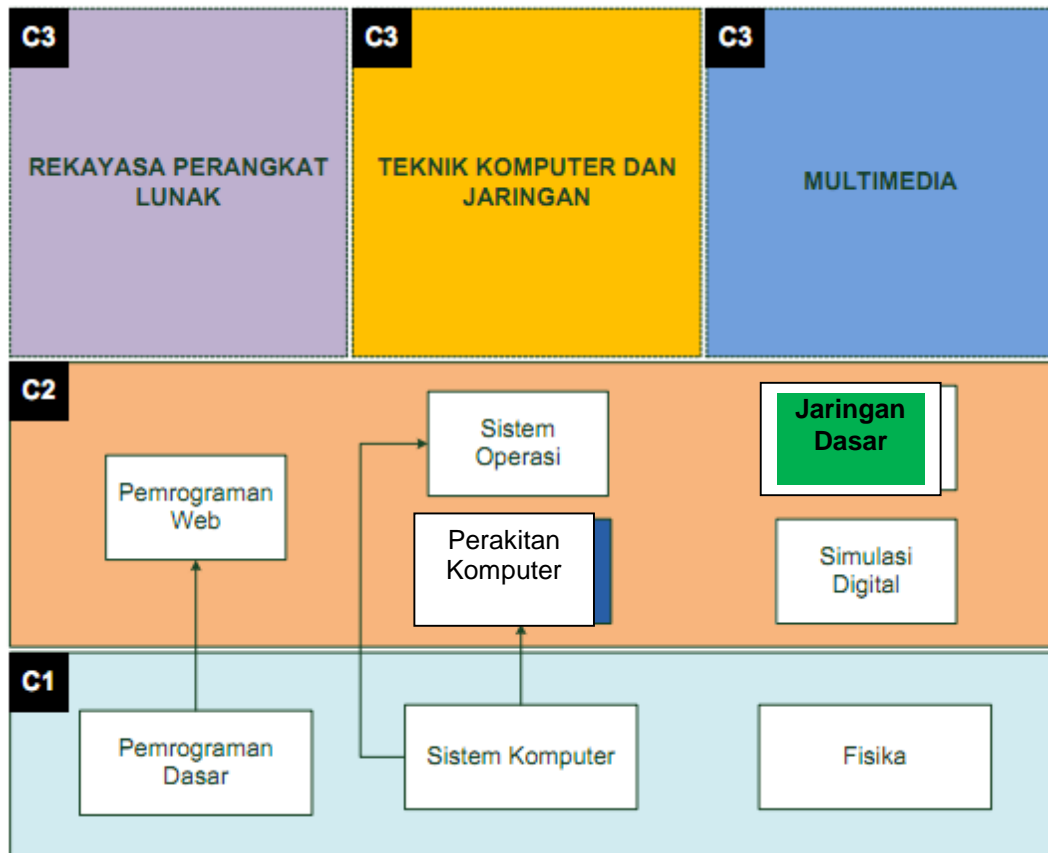 C3
REKAYASA PERANGKAT
LUNAK
C3
TEKNIK KOMPUTER DAN
JARINGAN
C3
MULTIMEDIA
C2
Pemrograman
Web
Sistem
Operasi
Perakitan
Komputer
Jaringan
Dasar
Simulasi
Digital
C1
Pemrograman
Dasar
Sistem Komputer
Fisika